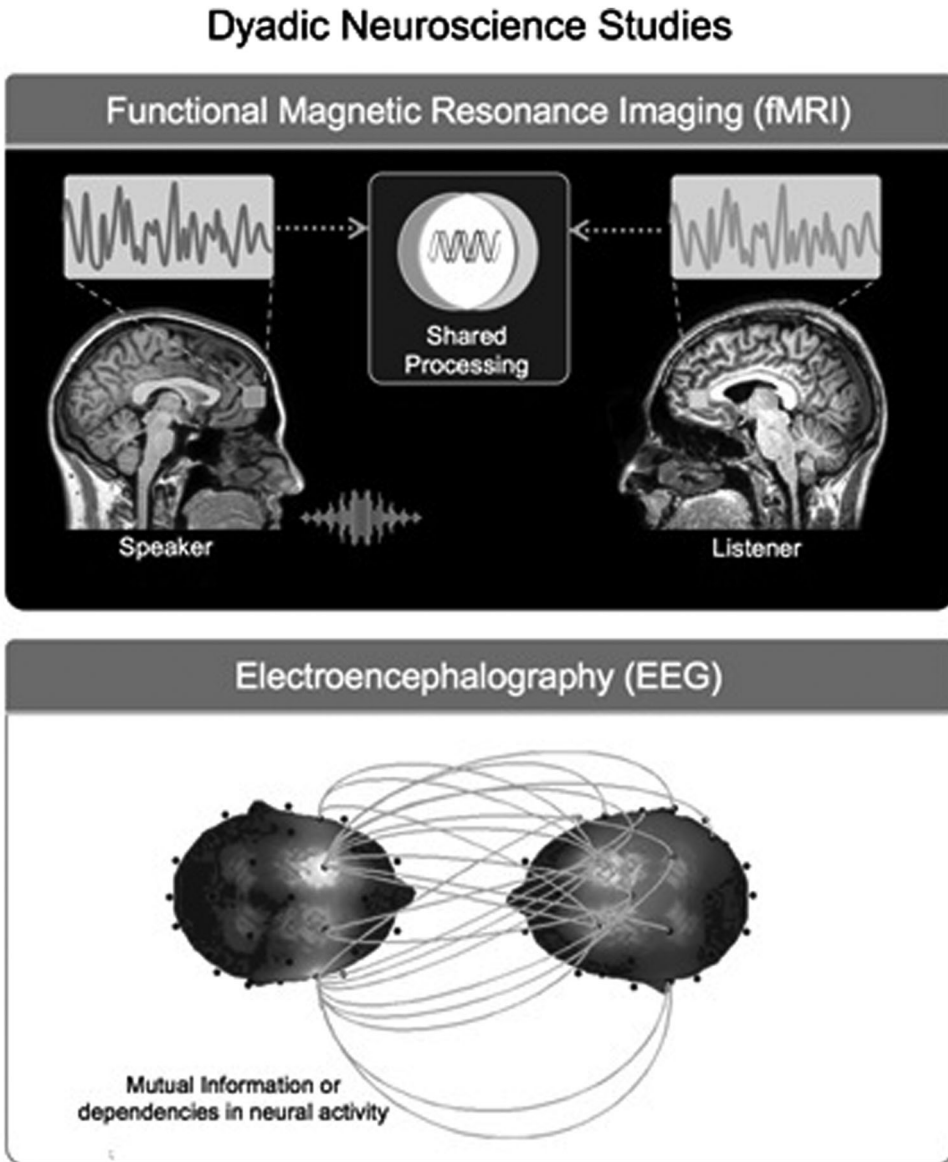 Dyadic Neuroscience Studies
Functional Magnetic Resonance Imaging (fMRI)
Shared
Processing
Speaker
Listener
Electroencephalography (EEG)
Mutual Information or
dependencies in neural activity